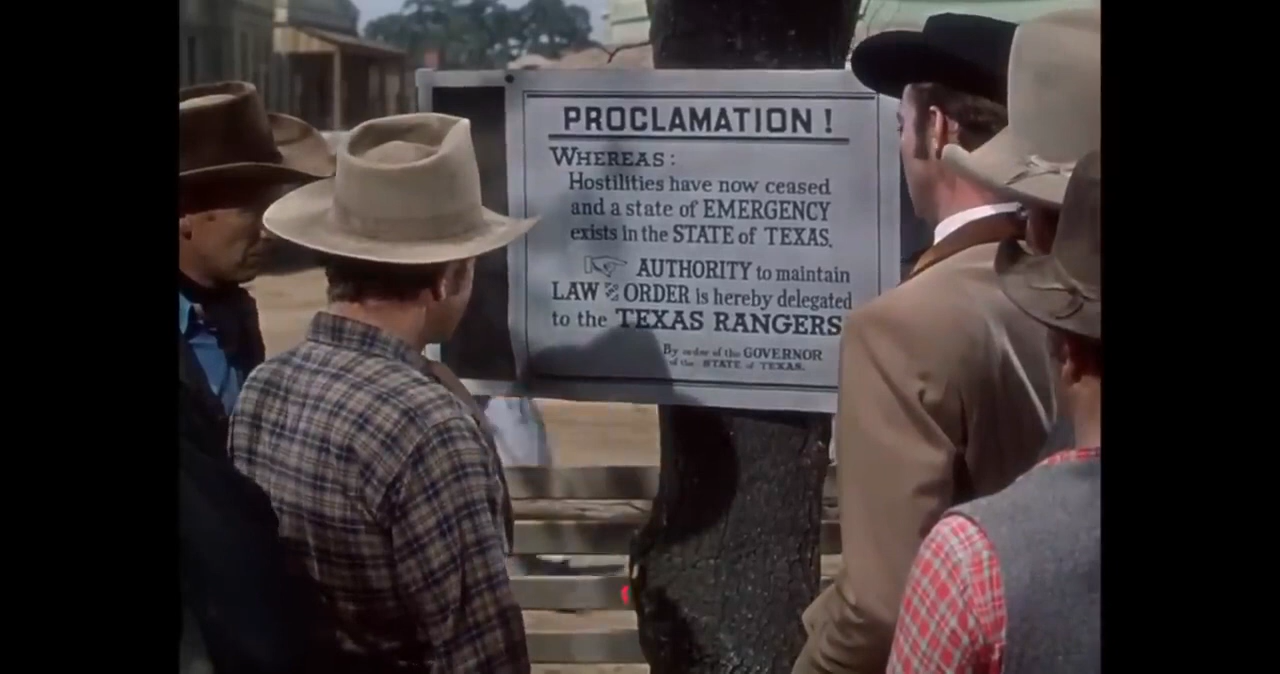 PROCLAMATION!
WHEREAS:
Hostilities have now ceased
and a state of EMERGENCY
exists in the STATE of TEXAS.
AUTHORITY to maintain
LAW & ORDER is hereby delegated
to the TEXAS RANGERS
By order of the GOVERNOR
of the STATE of TEXAS.